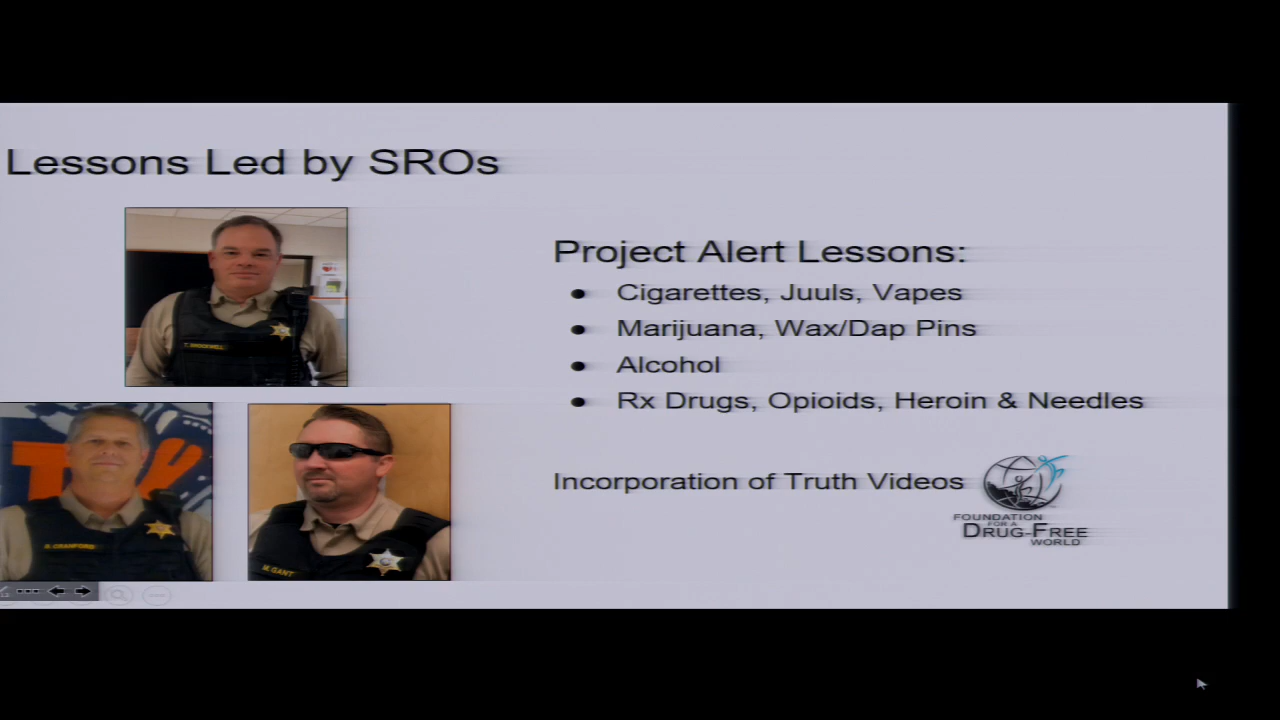 Lessons Led by SROs
Project Alert Lessons:
● Cigarettes, Juuls, Vapes
● Marijuana, Wax/Dap Pins
● Alcohol
● Rx Drugs, Opioids, Heroin & Needles
Incorporation of Truth Videos
FOUNDATION
FOR A
DRUG-FREE
WORLD
M. GANT